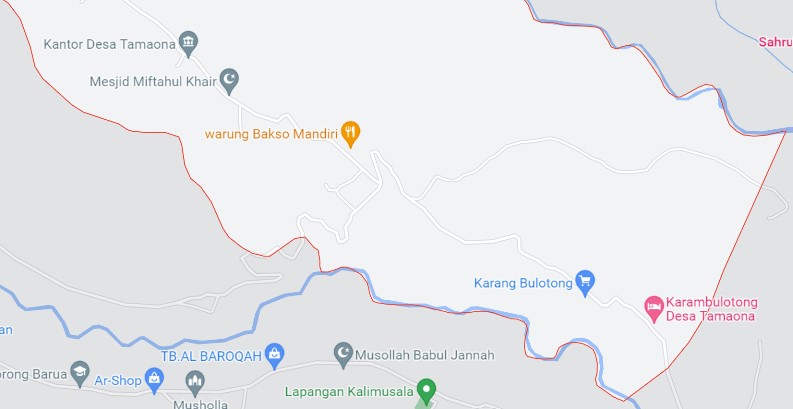 Kantor Desa Tamaona
Sahru
Mesjid Miftahul Khair
warung Bakso Mandiri
Karang Bulotong
Karambulotong
Desa Tamaona
an
TB.AL BAROQAH
Musollah Babul Jannah
orong Barua
Ar-Shop
Musholla
Lapangan Kalimusala